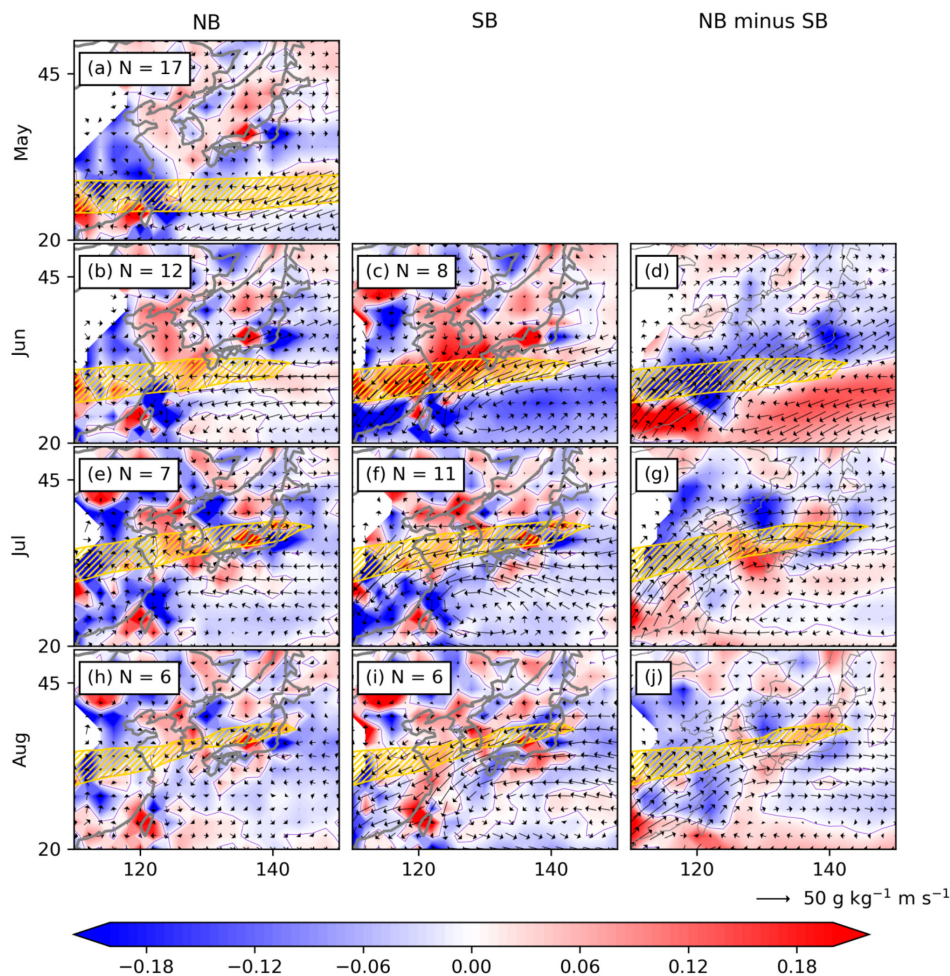 NB SB NB minus SB
May
45
(a) N = 17
20
Jun
45
(b) N = 12 (c) N = 8 (d)
20
Jul
45
(e) N = 7 (f) N = 11 (g)
20
Aug
45
(h) N = 6 (i) N = 6 (j)
20
120 140 120 140 120 140
50 g kg⁻¹ m s⁻¹
−0.18 −0.12 −0.06 0.00 0.06 0.12 0.18